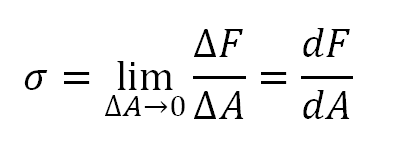 σ = lim ΔA→0 ΔF/ΔA = dF/dA